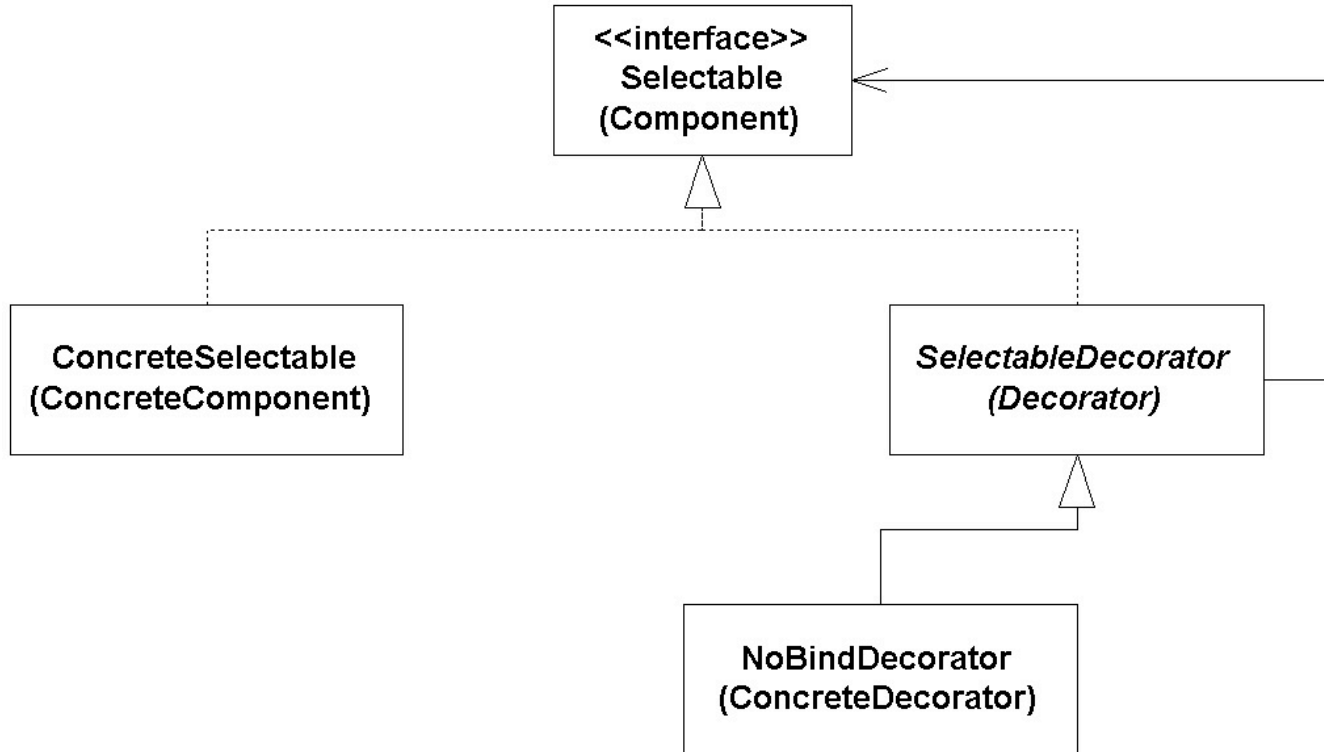 <<interface>>
Selectable
(Component)
ConcreteSelectable
(ConcreteComponent)
SelectableDecorator
(Decorator)
NoBindDecorator
(ConcreteDecorator)